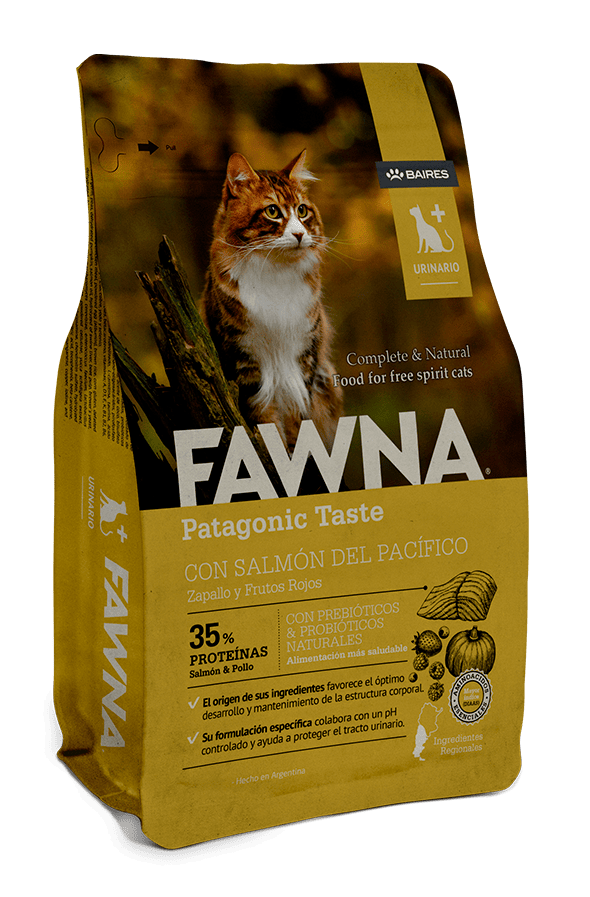 Pull
BAIRES
URINARIO
Complete & Natural
Food for free spirit cats
FAWNA®
Patagonic Taste
CON SALMÓN DEL PACÍFICO
Zapallo y Frutos Rojos
35%
PROTEÍNAS
Salmón & Pollo
CON PREBIÓTICOS
& PROBIÓTICOS
NATURALES
Alimentación más saludable
El origen de sus ingredientes favorece el óptimo
desarrollo y mantenimiento de la estructura corporal.
Su formulación específica colabora con un pH
controlado y ayuda a proteger el tracto urinario.
AMINOÁCIDOS
ESENCIALES
Ingredientes
Regionales
Hecho en Argentina
URINARIO
FAWNA